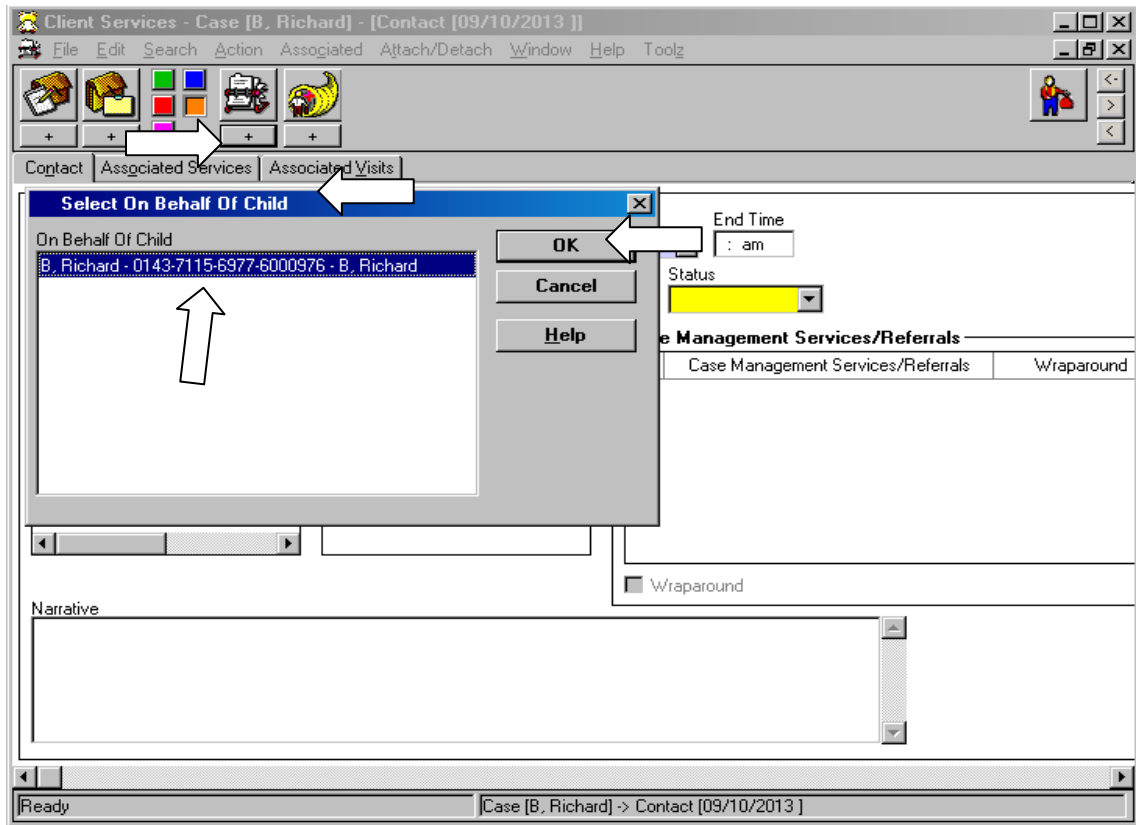 Client Services - Case [B, Richard] - [Contact [09/10/2013 ]]
File Edit Search Action Associated Attach/Detach Window Help Toolz
+ + + +
<-
>
<
Contact Associated Services Associated Visits
Select On Behalf Of Child
On Behalf Of Child
B, Richard - 0143-7115-6977-6000976 - B, Richard
OK
Cancel
Help
End Time
: am
Status
e Management Services/Referrals
Case Management Services/Referrals Wraparound
Wraparound
Narrative
Ready Case [B, Richard] -> Contact [09/10/2013 ]